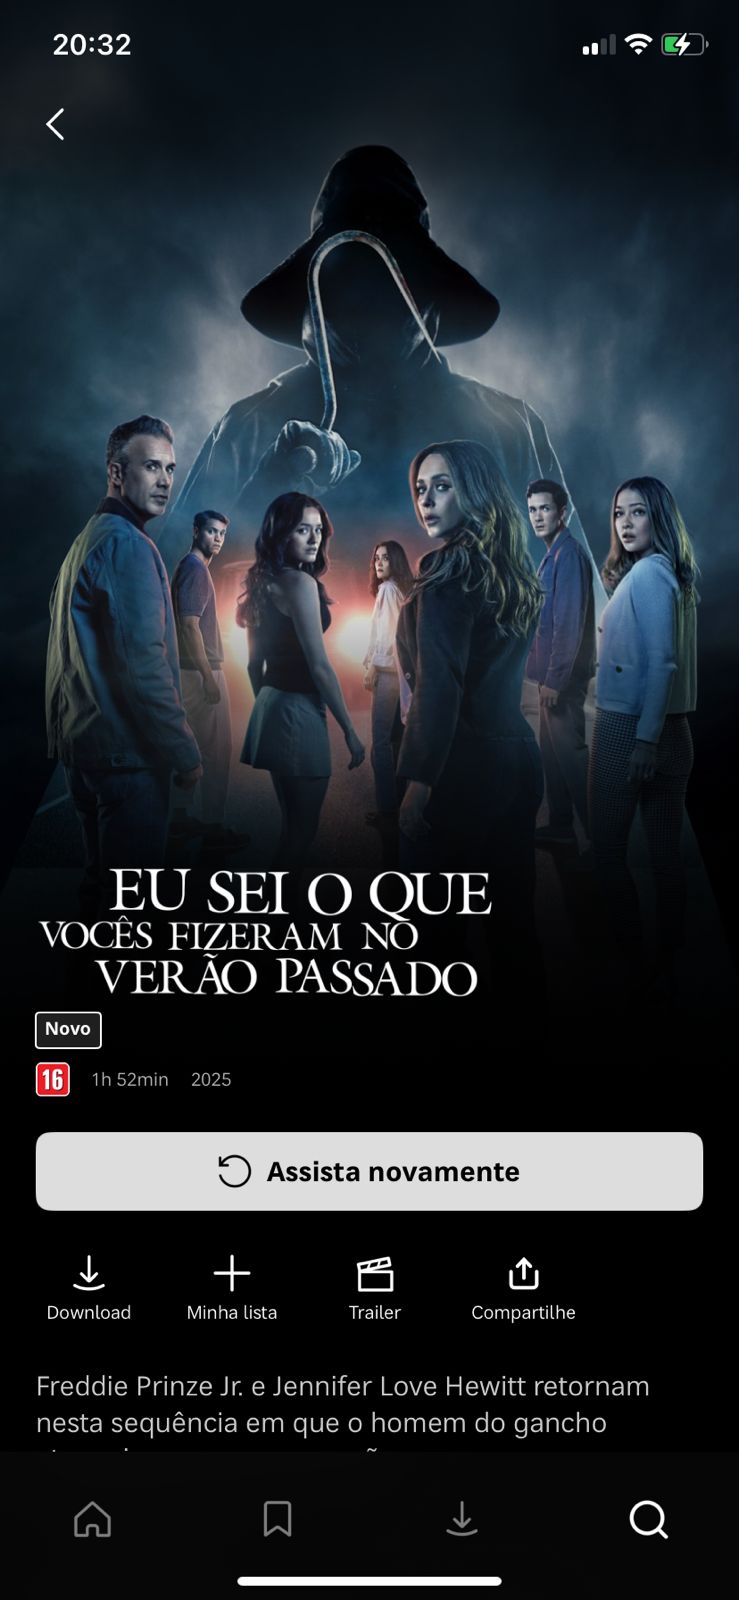 20:32
EU SEI O QUE
VOCÊS FIZERAM NO
VERÃO PASSADO
Novo
16 1h 52min 2025
Assista novamente
Download Minha lista Trailer Compartilhe
Freddie Prinze Jr. e Jennifer Love Hewitt retornam
nesta sequência em que o homem do gancho